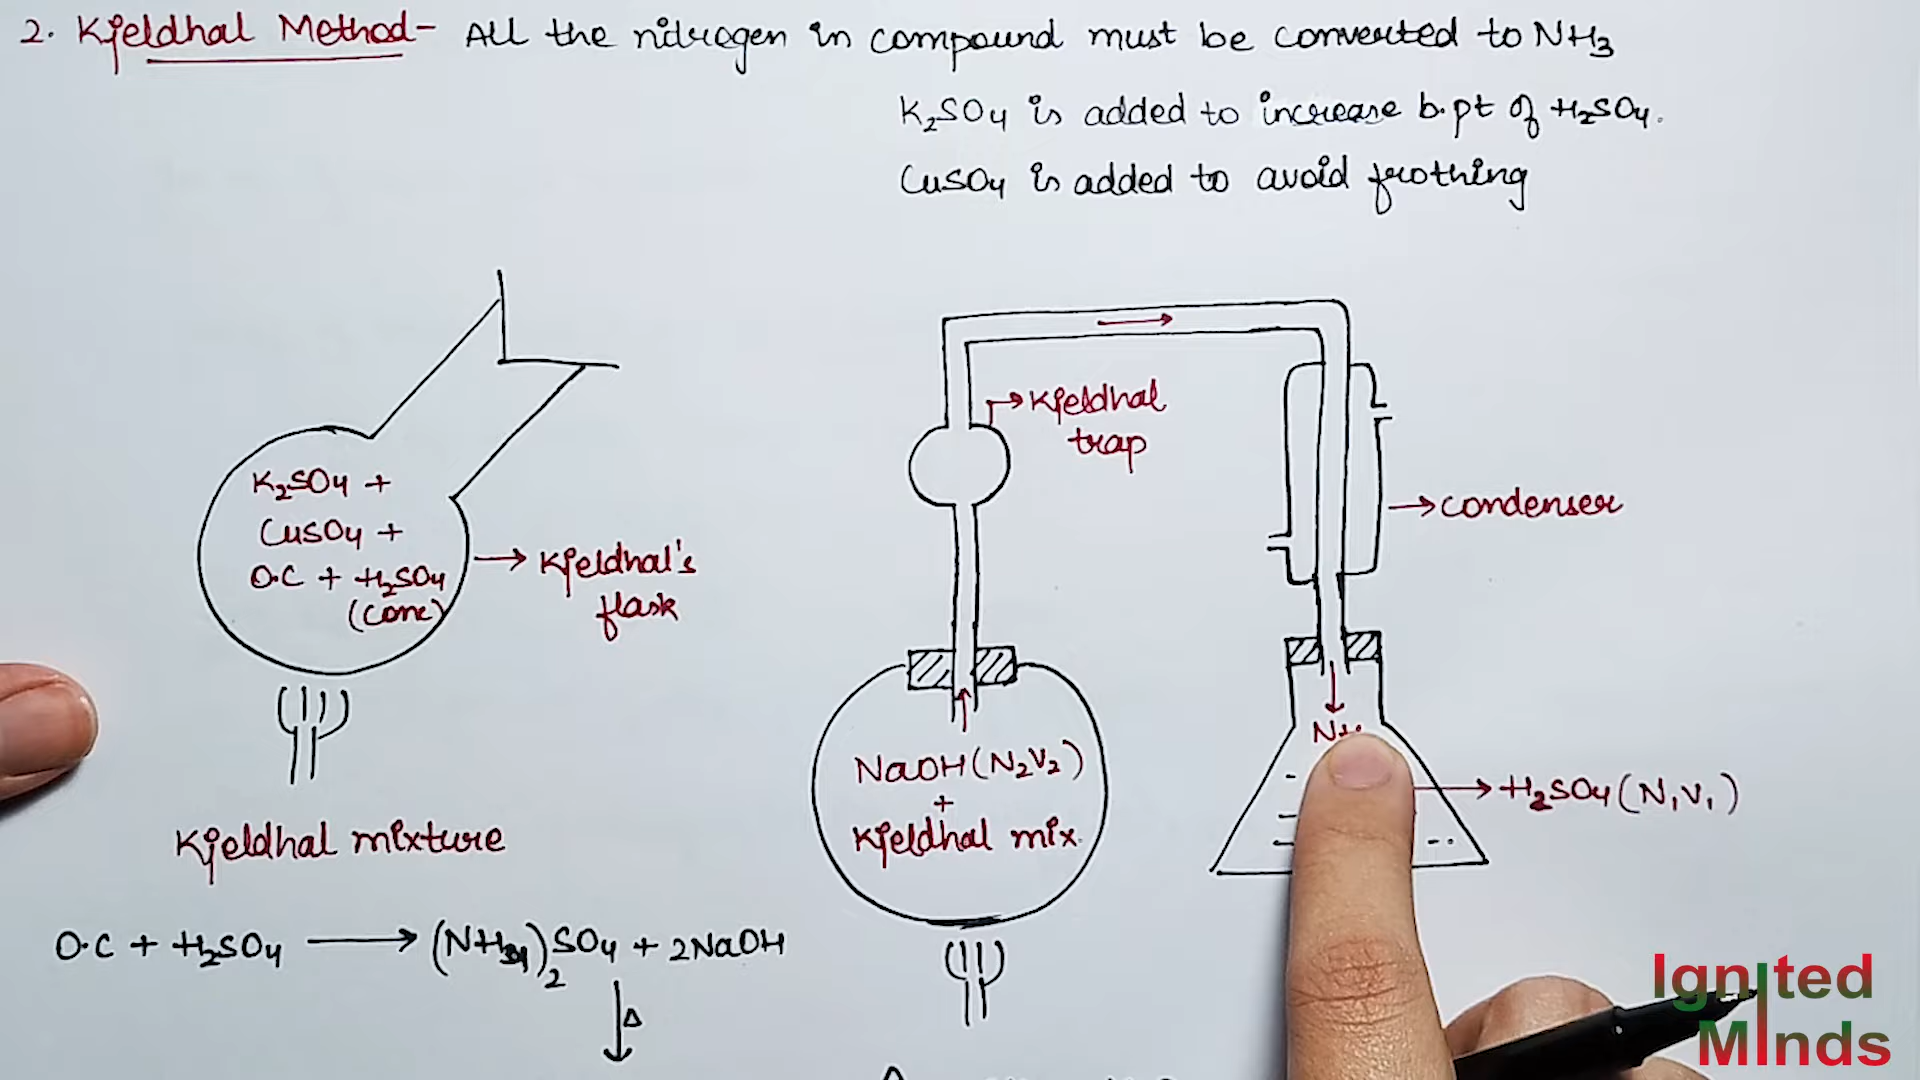 2. Kjeldhal Method- All the nitrogen in compound must be converted to NH3
K2SO4 is added to increase b.pt of H2SO4.
CuSO4 is added to avoid frothing
→Kjeldhal
trap
K2SO4 +
CuSO4 +
O.C + H2SO4
(Conc)
→ Kjeldhal's
flask
→condenser
NaOH(N2V2)
+
Kjeldhal mix.
→H2SO4(N1V1)
Kjeldhal mixture
O.C + H2SO4 → (NH4)2SO4 + 2NaOH
↓Δ
Ignited
Minds